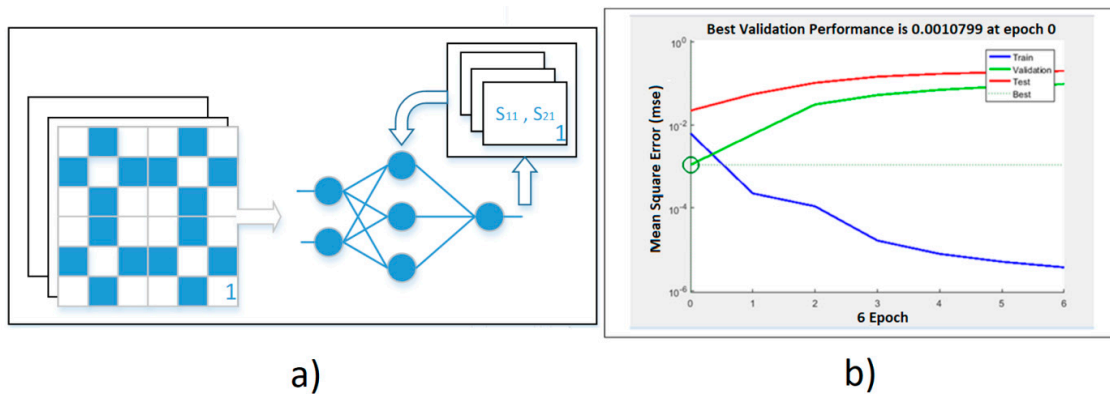 S11 , S21
1
1
a)
Best Validation Performance is 0.0010799 at epoch 0
Mean Square Error (mse)
10^0
10^-2
10^-4
10^-6
Train
Validation
Test
Best
0 1 2 3 4 5 6
6 Epoch
b)